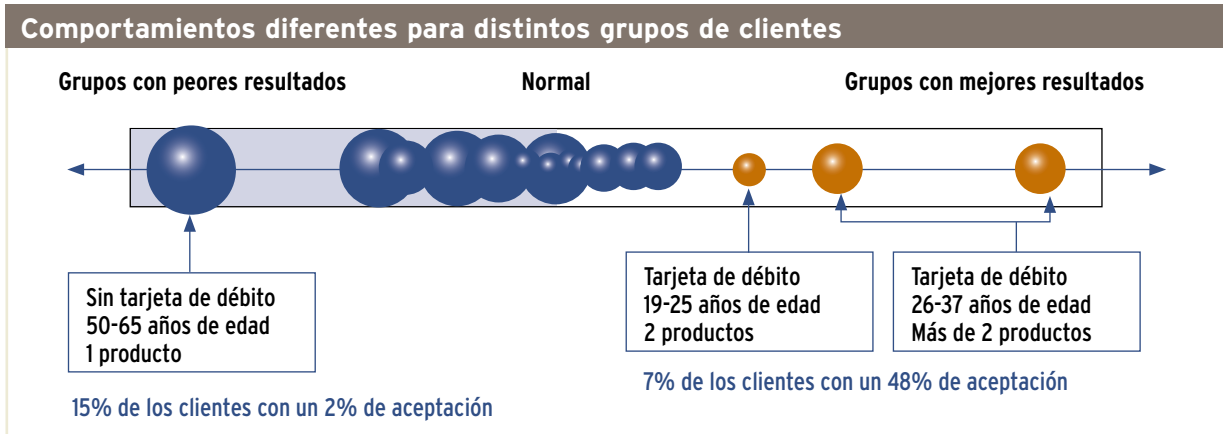 Comportamientos diferentes para distintos grupos de clientes
Grupos con peores resultados
Normal
Grupos con mejores resultados
Sin tarjeta de débito
50-65 años de edad
1 producto
Tarjeta de débito
19-25 años de edad
2 productos
Tarjeta de débito
26-37 años de edad
Más de 2 productos
15% de los clientes con un 2% de aceptación
7% de los clientes con un 48% de aceptación